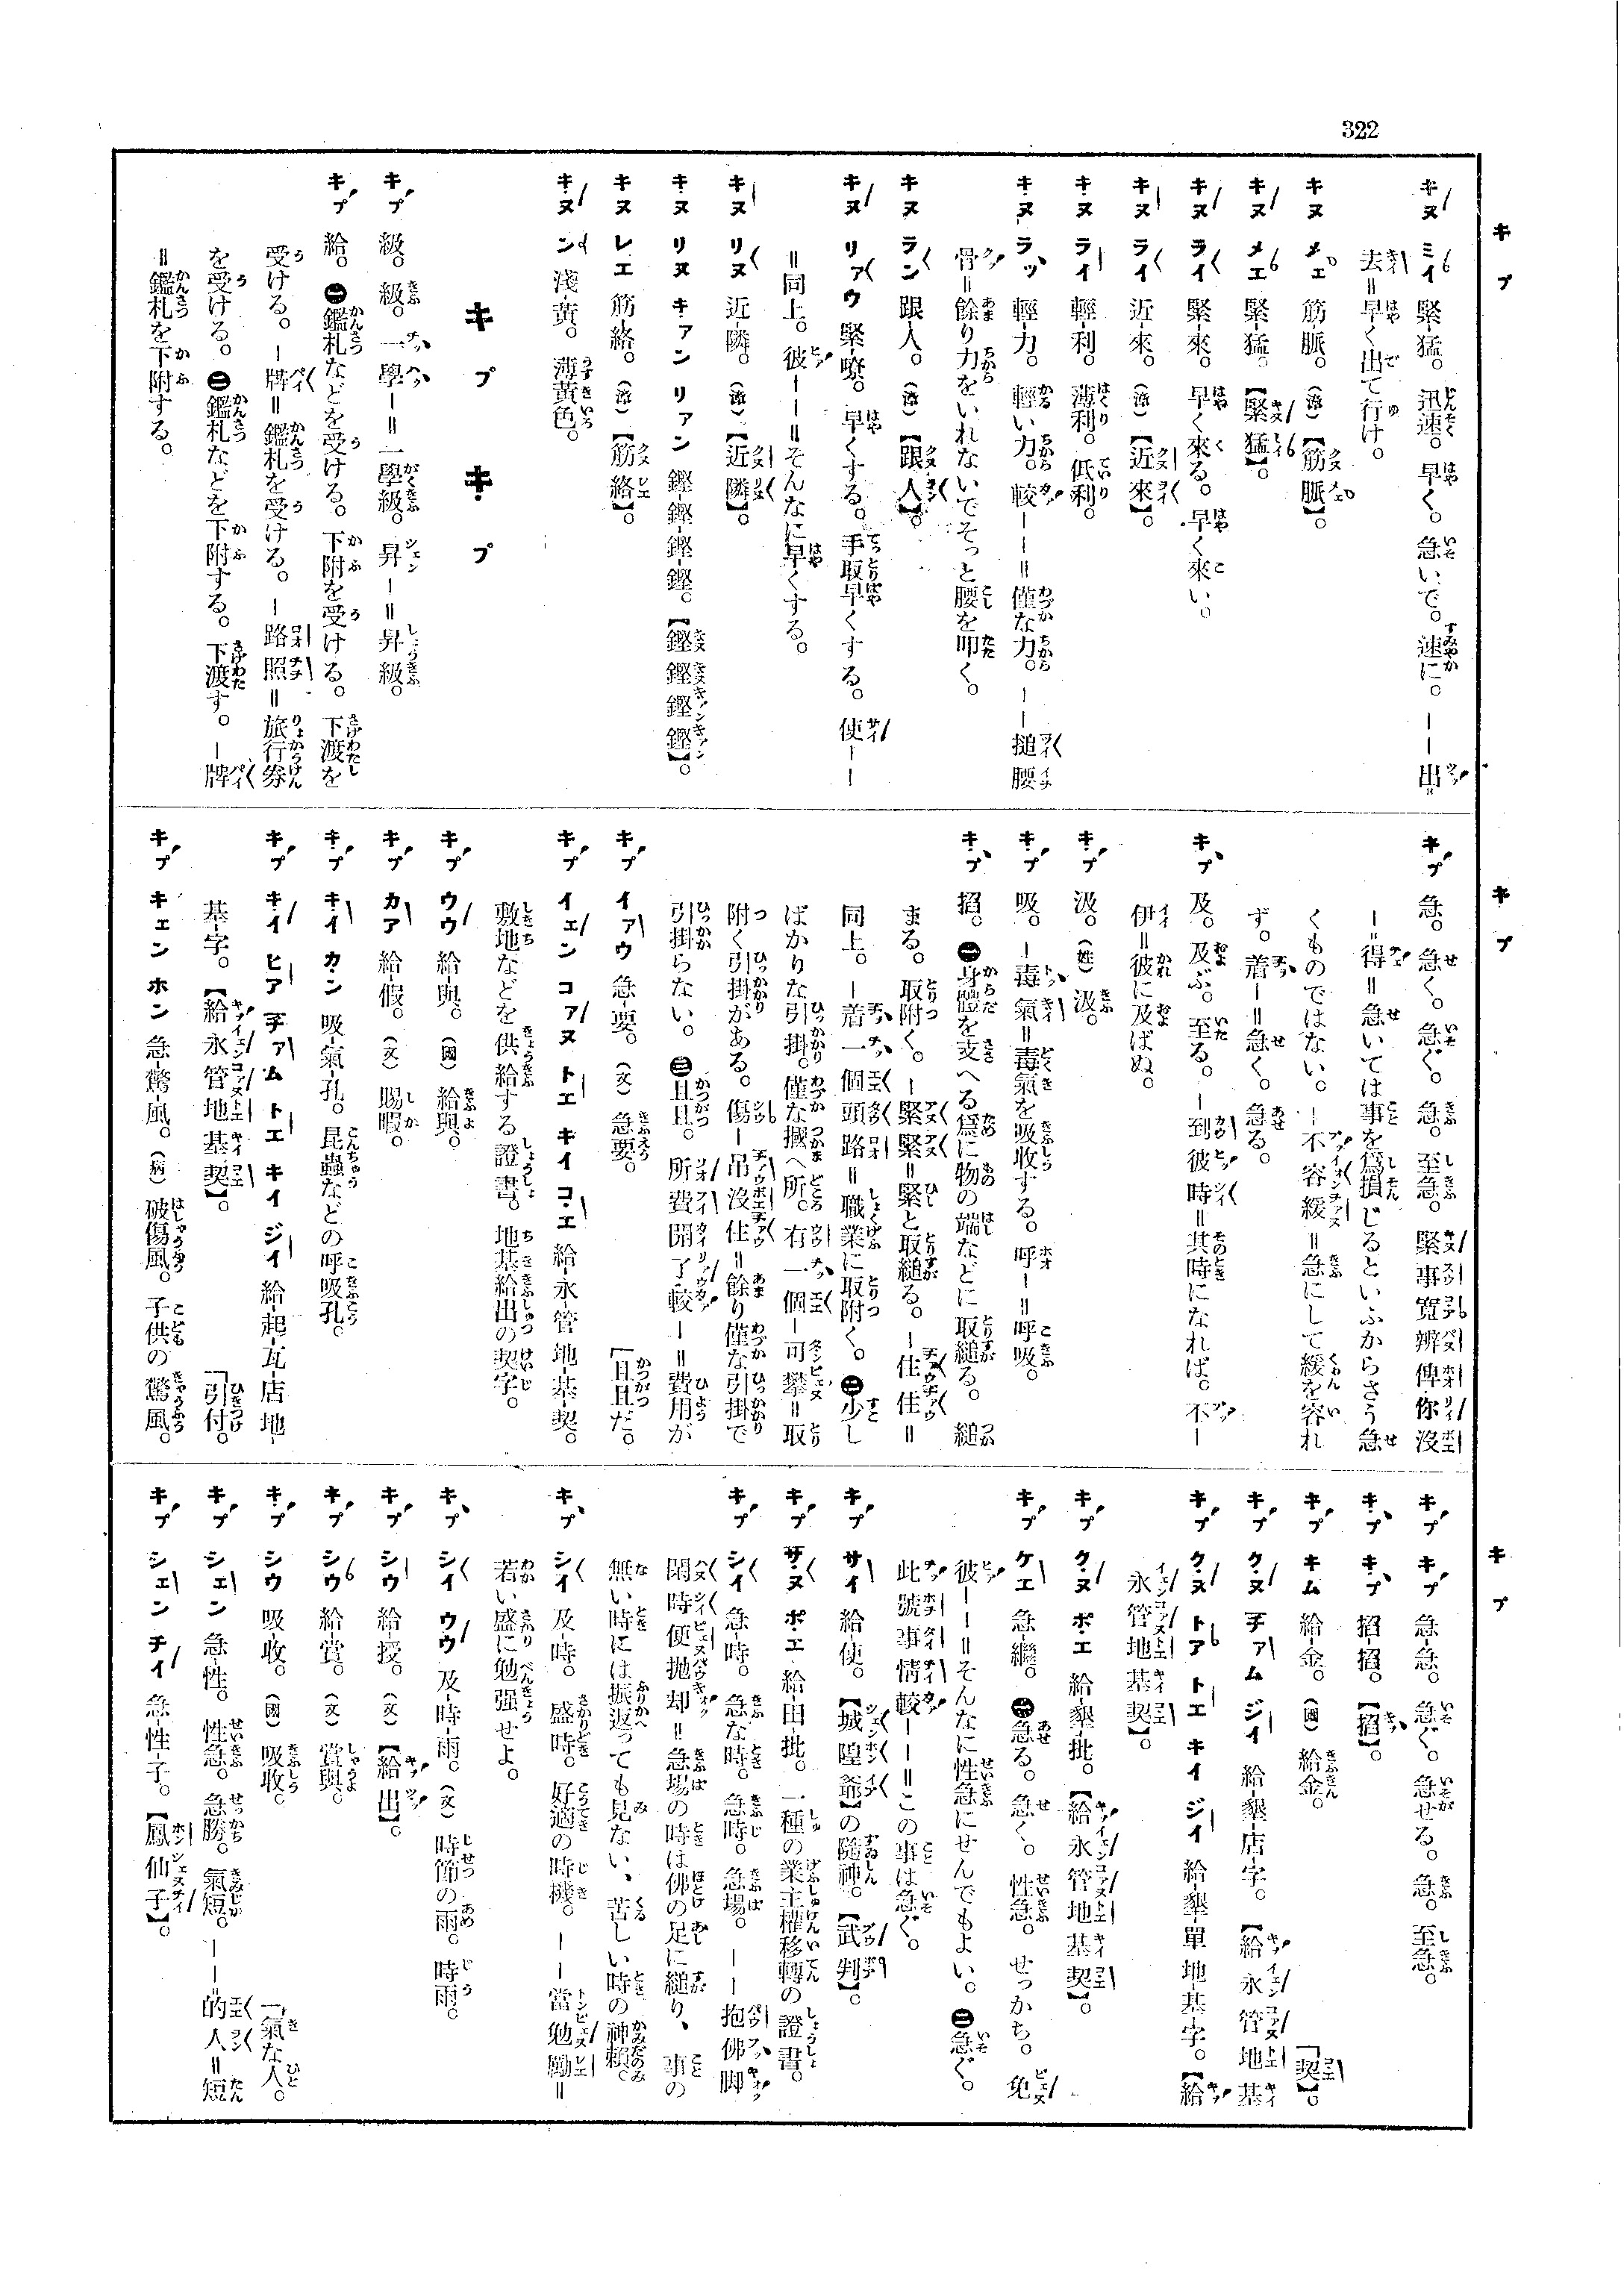 322
キプ
キヌ ミイ 緊-猛。迅速。早く。急いで。速に。——出
去=早く出て行け。
キヌ メェ 筋-脈。(漳)【筋脈】。
キヌ メエ 緊-猛。【緊猛】。
キヌ ライ 緊-來。早く來る。早く來い。
キヌ ライ 近-來。(漳)【近來】。
キヌ ライ 輕-利。薄利。低利。
キヌ ラッ 輕-力。輕い力。較——=僅な力。——搥腰
骨=餘り力をいれないでそっと腰を叩く。
キヌ ラン 跟-人。(漳)【跟人】。
キヌ リァウ 緊-嘹。早くする。手取早くする。使——
=同上。彼——=そんなに早くする。
キヌ リヌ 近-隣。(漳)【近隣】。
キヌ リヌ キァン リァン 鏗-鏗-鏗-鏗。【鏗鏗鏗鏗】。
キヌ レエ 筋-絡。(漳)【筋絡】。
キヌ ン 淺-黃。薄黃色。
キプ キプ
キプ 級。級。一學—=一學級。昇—=昇級。
キプ 給。㊀鑑札などを受ける。下附を受ける。下渡を
受ける。—牌=鑑札を受ける。—路照=旅行劵
を受ける。㊁鑑札などを下附する。下渡す。—牌
=鑑札を下附する。
キプ
キプ 急。急く。急ぐ。急。至急。緊事寬辨俾你沒
—得=急いては事を爲損じるといふからさう急
くものではない。—不容緩=急にして緩を容れ
ず。着—=急く。急る。
キプ 及。及ぶ。至る。—到彼時=其時になれば。不—
伊=彼に及ばぬ。
キプ 汲。(姓)汲。
キプ 吸。—毒氣=毒氣を吸收する。呼—=呼吸。
キプ 揞。㊀身體を支へる爲に物の端などに取縋る。縋
まる。取附く。—緊緊=緊と取縋る。—住住=
同上。—着一個頭路=職業に取附く。㊁少し
ばかりな引掛。僅な摑へ所。有一個—可攀=取
附く引掛がある。傷—吊沒住=餘り僅な引掛で
引掛らない。㊂且且。所費開了較—=費用が
「且且だ。
キプ イァウ 急-要。(文)急要。
キプ イェン コァヌ トエ キイ コエ 給-永-管-地-基-契。
敷地などを供給する證書。地基給出の契字。
キプ ウウ 給-與。(國)給與。
キプ カア 給-假。(文)賜暇。
キプ キイ カン 吸-氣-孔。昆蟲などの呼吸孔。
キプ キイ ヒア チァム トエ キイ ジイ 給-起-瓦-店-地-
基-字。【給永管地基契】。
「引付。
キプ キェン ホン 急-驚-風。(病)破傷風。子供の驚風。
キプ
キプ キプ 急-急。急ぐ。急せる。急。至急。
キプ キプ 揞-揞。【揞】。
キプ キム 給-金。(國)給金。
「契】。
キプ クヌ チァム ジイ 給-墾-店-字。【給永管地基
キプ クヌ トア トエ キイ ジイ 給-墾-單-地-基-字。【給
永管地基契】。
キプ クヌ ポエ 給-墾-批。【給永管地基契】。
キプ ケエ 急-繼。㊀急る。急く。性急。せっかち。免
彼——=そんなに性急にせんでもよい。㊁急ぐ。
此號事情較——=この事は急ぐ。
キプ サイ 給-使。【城隍爺】の隨神。【武判】。
キプ サヌ ポエ 給-田-批。一種の業主權移轉の證書。
キプ シイ 急-時。急な時。急時。急場。——抱佛脚
閑時便拋却=急場の時は佛の足に縋り、事の
無い時には振返っても見ない、苦しい時の神賴。
キプ シイ 及-時。盛時。好適の時機。——當勉勵=
若い盛に勉强せよ。
キプ シイ ウウ 及-時-雨。(文)時節の雨。時雨。
キプ シウ 給-授。(文)【給出】。
キプ シウ 給-賞。(文)賞與。
キプ シウ 吸-收。(國)吸收。
「氣な人。
キプ シェン 急-性。性急。急勝。氣短。——的人=短
キプ シェン チイ 急-性-子。【鳳仙子】。